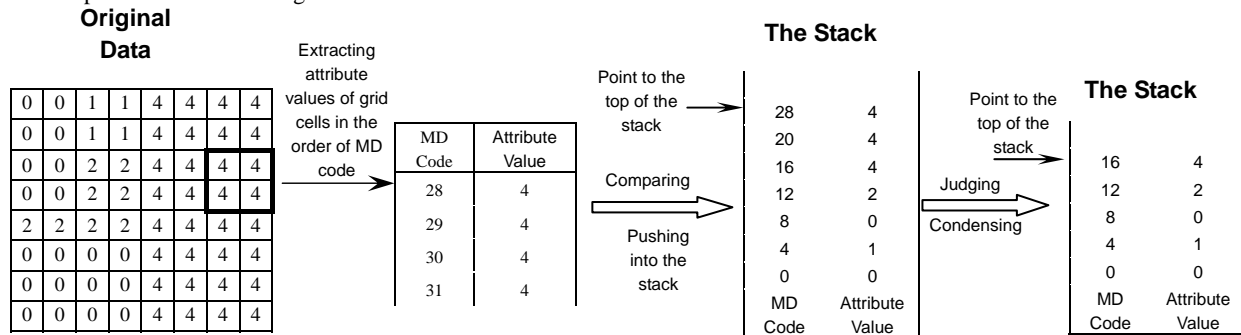 Original
Data
0 0 1 1 4 4 4 4
0 0 1 1 4 4 4 4
0 0 2 2 4 4 4 4
0 0 2 2 4 4 4 4
2 2 2 2 4 4 4 4
0 0 0 0 4 4 4 4
0 0 0 0 4 4 4 4
0 0 0 0 4 4 4 4
Extracting
attribute
values of grid
cells in the
order of MD
code
MD Attribute
Code Value
28 4
29 4
30 4
31 4
Comparing
Pushing
into the
stack
The Stack
Point to the
top of the
stack
28 4
20 4
16 4
12 2
8 0
4 1
0 0
MD Attribute
Code Value
Judging
Condensing
The Stack
Point to the
top of the
stack
16 4
12 2
8 0
4 1
0 0
MD Attribute
Code Value